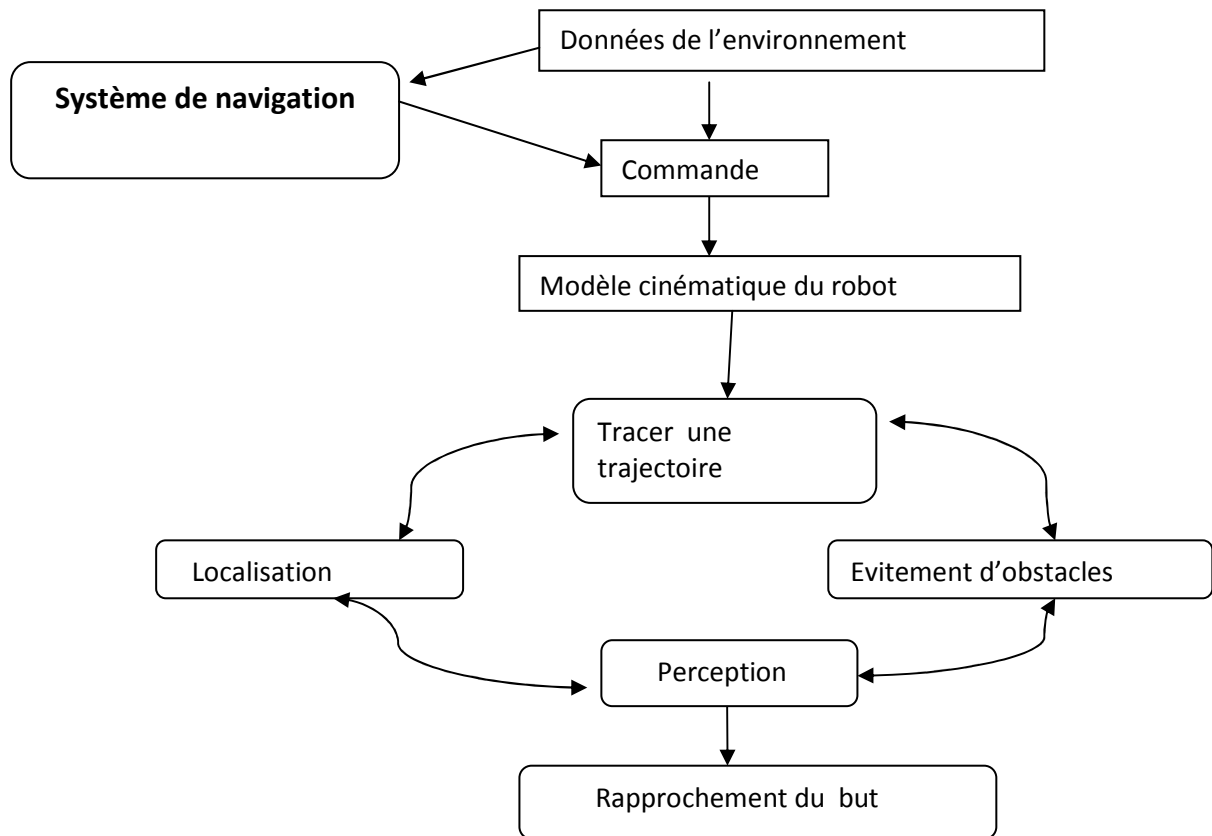 Données de l’environnement
Système de navigation
Commande
Modèle cinématique du robot
Tracer une
trajectoire
Localisation
Evitement d’obstacles
Perception
Rapprochement du but